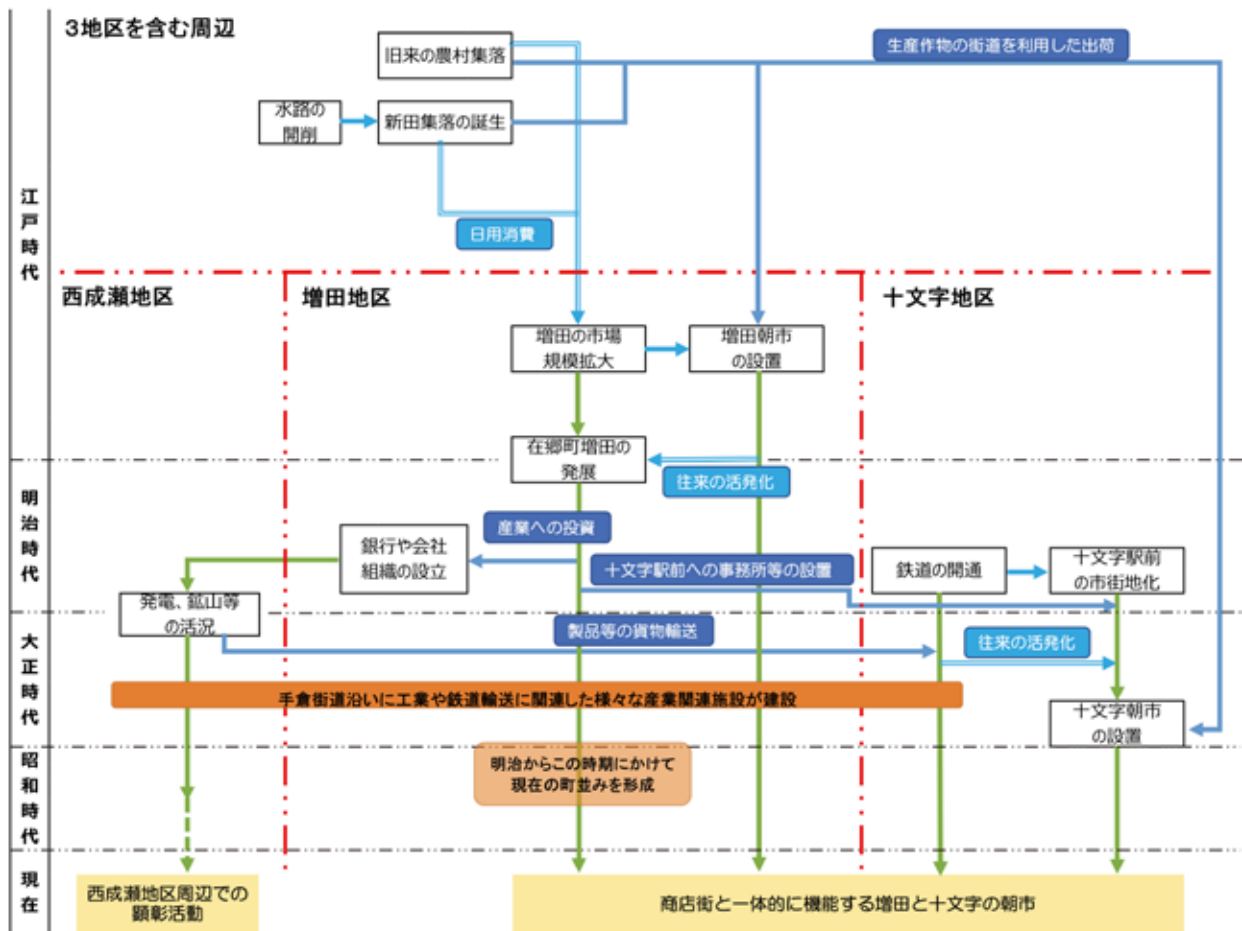 3地区を含む周辺
旧来の農村集落
生産作物の街道を利用した出荷
水路の
開削
新田集落の誕生
日用消費
江戸時代
西成瀬地区
増田地区
十文字地区
増田の市場
規模拡大
増田朝市
の設置
在郷町増田の
発展
往来の活発化
明治時代
産業への投資
銀行や会社
組織の設立
十文字駅前への事務所等の設置
鉄道の開通
十文字駅前
の市街地化
発電、鉱山等
の活況
製品等の貨物輸送
往来の活発化
大正時代
手倉街道沿いに工業や鉄道輸送に関連した様々な産業関連施設が建設
十文字朝市
の設置
昭和時代
明治からこの時期にかけて
現在の町並みを形成
現在
西成瀬地区周辺での
顕彰活動
商店街と一体的に機能する増田と十文字の朝市